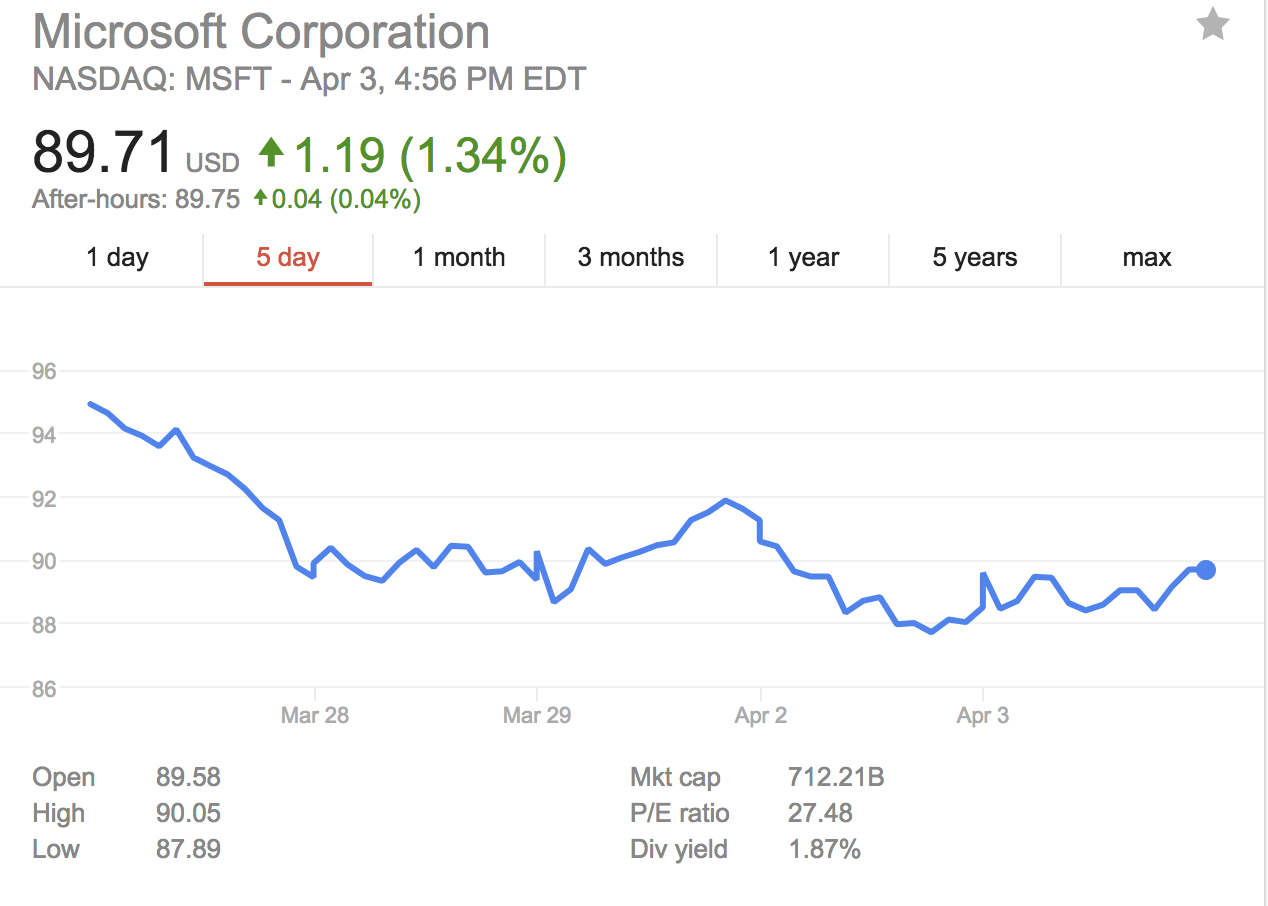 Microsoft Corporation
NASDAQ: MSFT - Apr 3, 4:56 PM EDT
89.71 USD 1.19 (1.34%)
After-hours: 89.75 0.04 (0.04%)
1 day 5 day 1 month 3 months 1 year 5 years max
96
94
92
90
88
86
Mar 28 Mar 29 Apr 2 Apr 3
Open 89.58 Mkt cap 712.21B
High 90.05 P/E ratio 27.48
Low 87.89 Div yield 1.87%